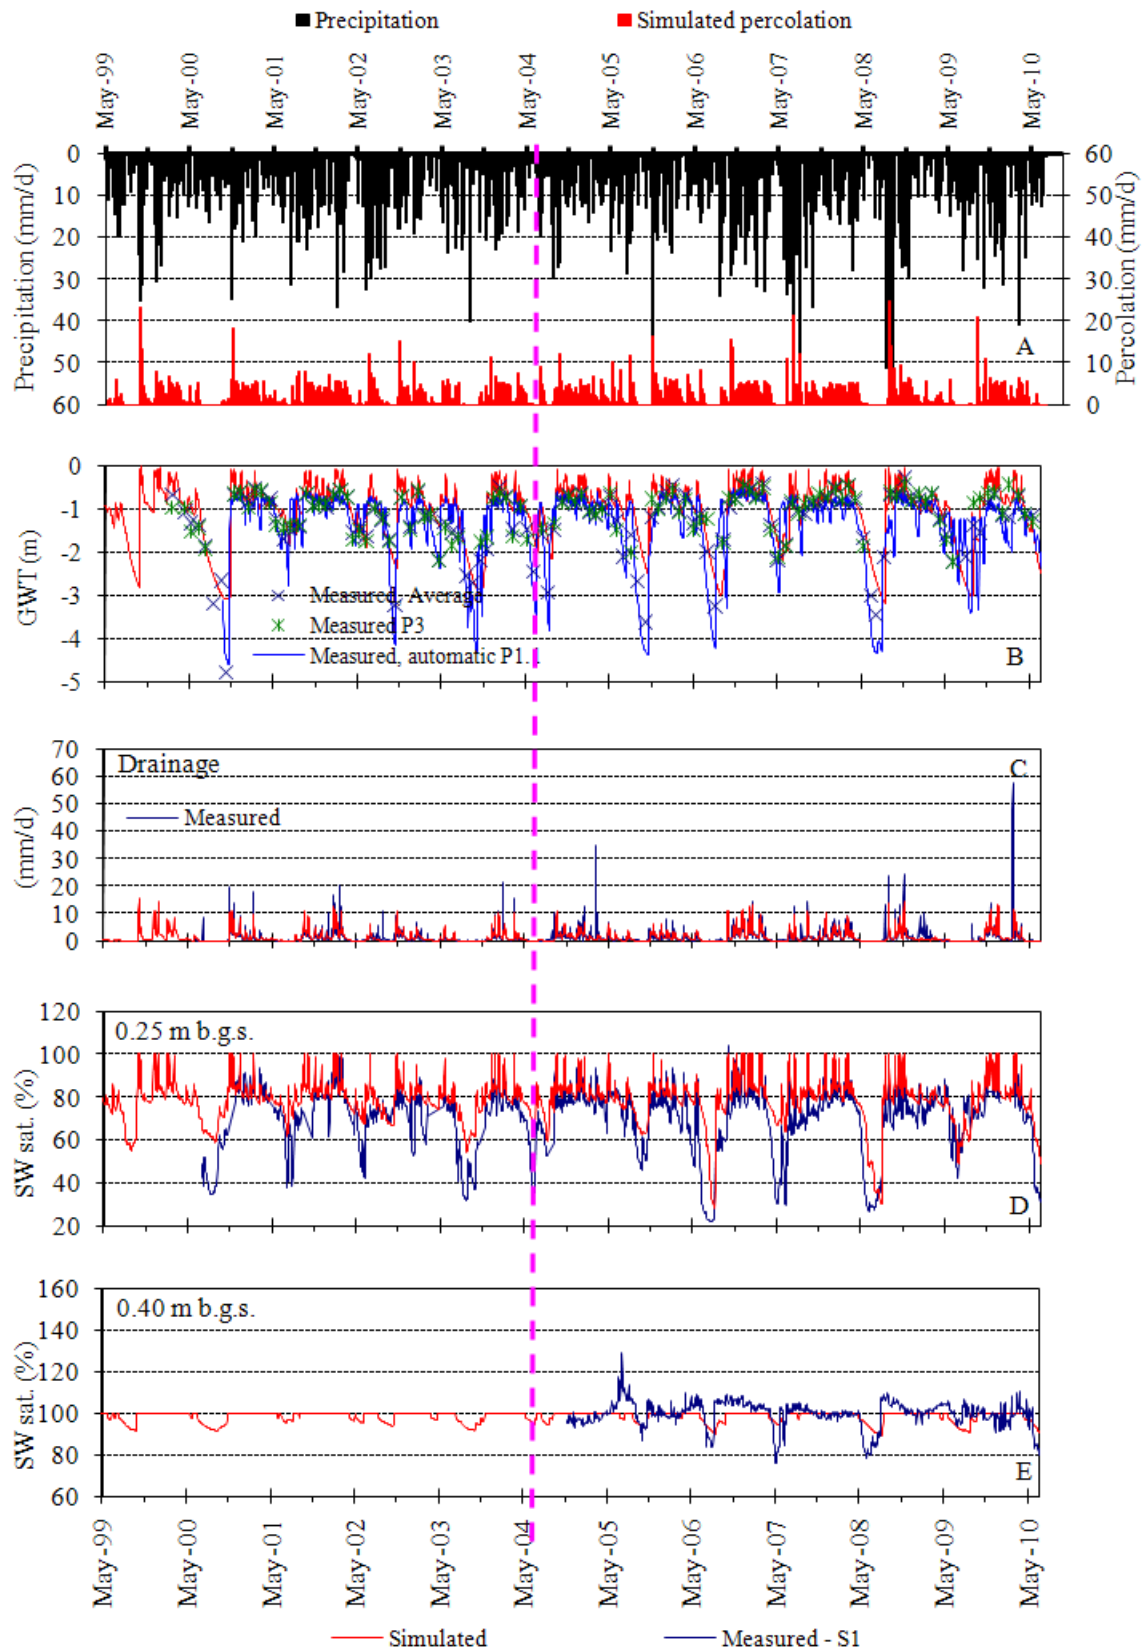 Precipitation Simulated percolation
May-99 May-00 May-01 May-02 May-03 May-04 May-05 May-06 May-07 May-08 May-09 May-10
Precipitation (mm/d)
0
10
20
30
40
50
60
A
60
50
40
30
20
10
0
Percolation (mm/d)
GWT (m)
0
-1
-2
-3
-4
-5
Measured, Average
Measured P3
Measured, automatic P1...
B
(mm/d)
70
60
50
40
30
20
10
0
Drainage
Measured
C
SW sat. (%)
120
100
80
60
40
20
0.25 m b.g.s.
D
SW sat. (%)
160
140
120
100
80
60
0.40 m b.g.s.
E
May-99 May-00 May-01 May-02 May-03 May-04 May-05 May-06 May-07 May-08 May-09 May-10
Simulated Measured - S1